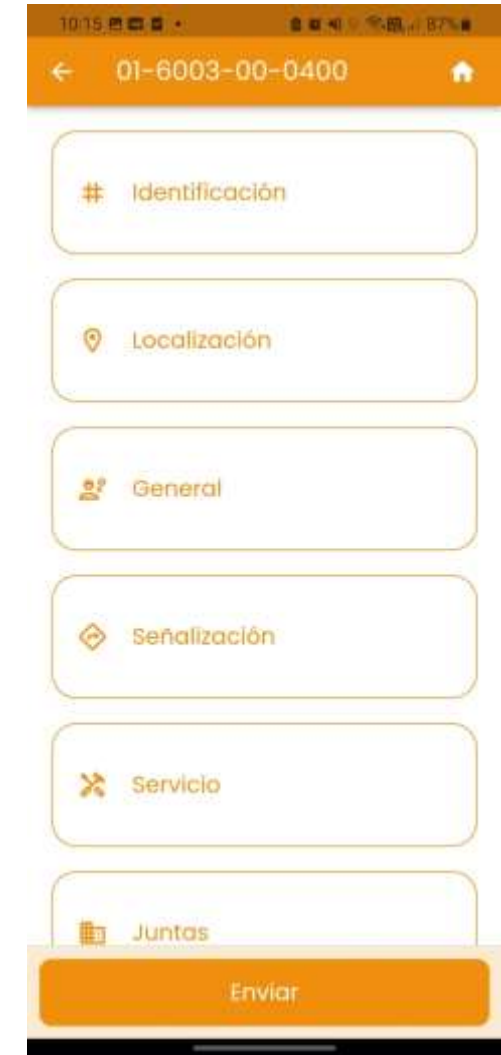 10:15 87%
01-6003-00-0400
Identificación
Localización
General
Señalización
Servicio
Juntas
Enviar